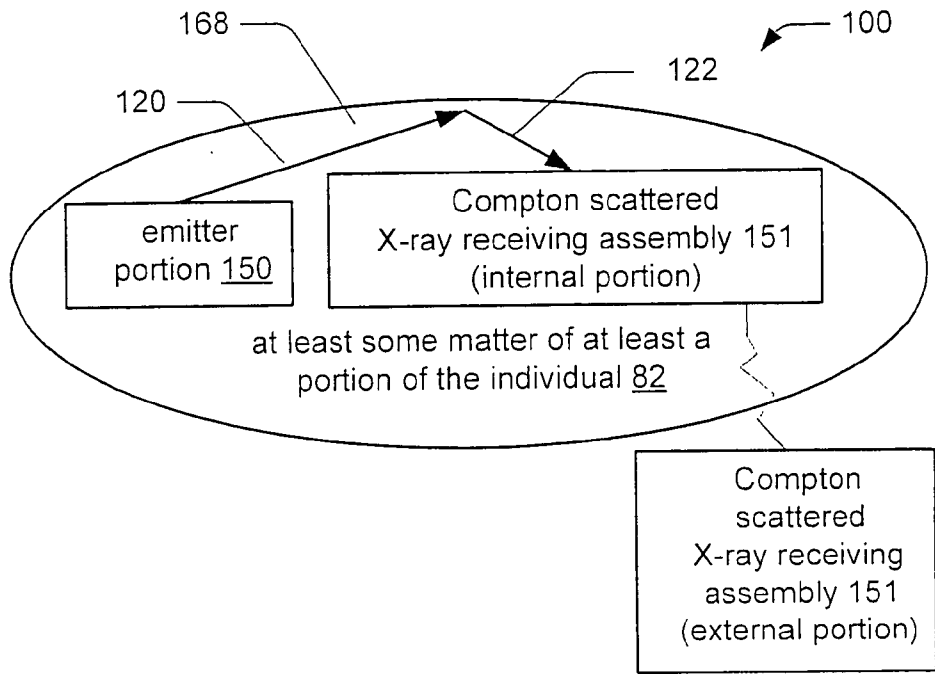 168
100
120
122
emitter
portion 150
Compton scattered
X-ray receiving assembly 151
(internal portion)
at least some matter of at least a
portion of the individual 82
Compton
scattered
X-ray receiving
assembly 151
(external portion)